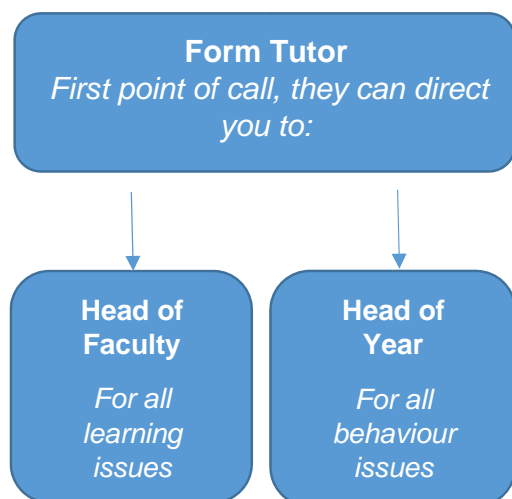 Form Tutor
First point of call, they can direct
you to:
Head of
Faculty
For all
learning
issues
Head of
Year
For all
behaviour
issues